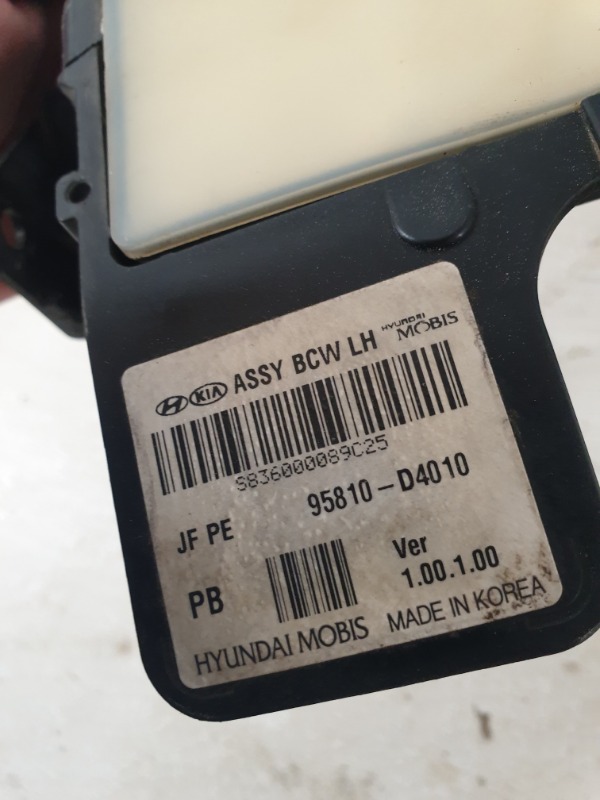 KIA ASSY BCW LH HYUNDAI MOBIS
S836000089C25
JF PE 95810-D4010
PB Ver 1.00.1.00
HYUNDAI MOBIS MADE IN KOREA